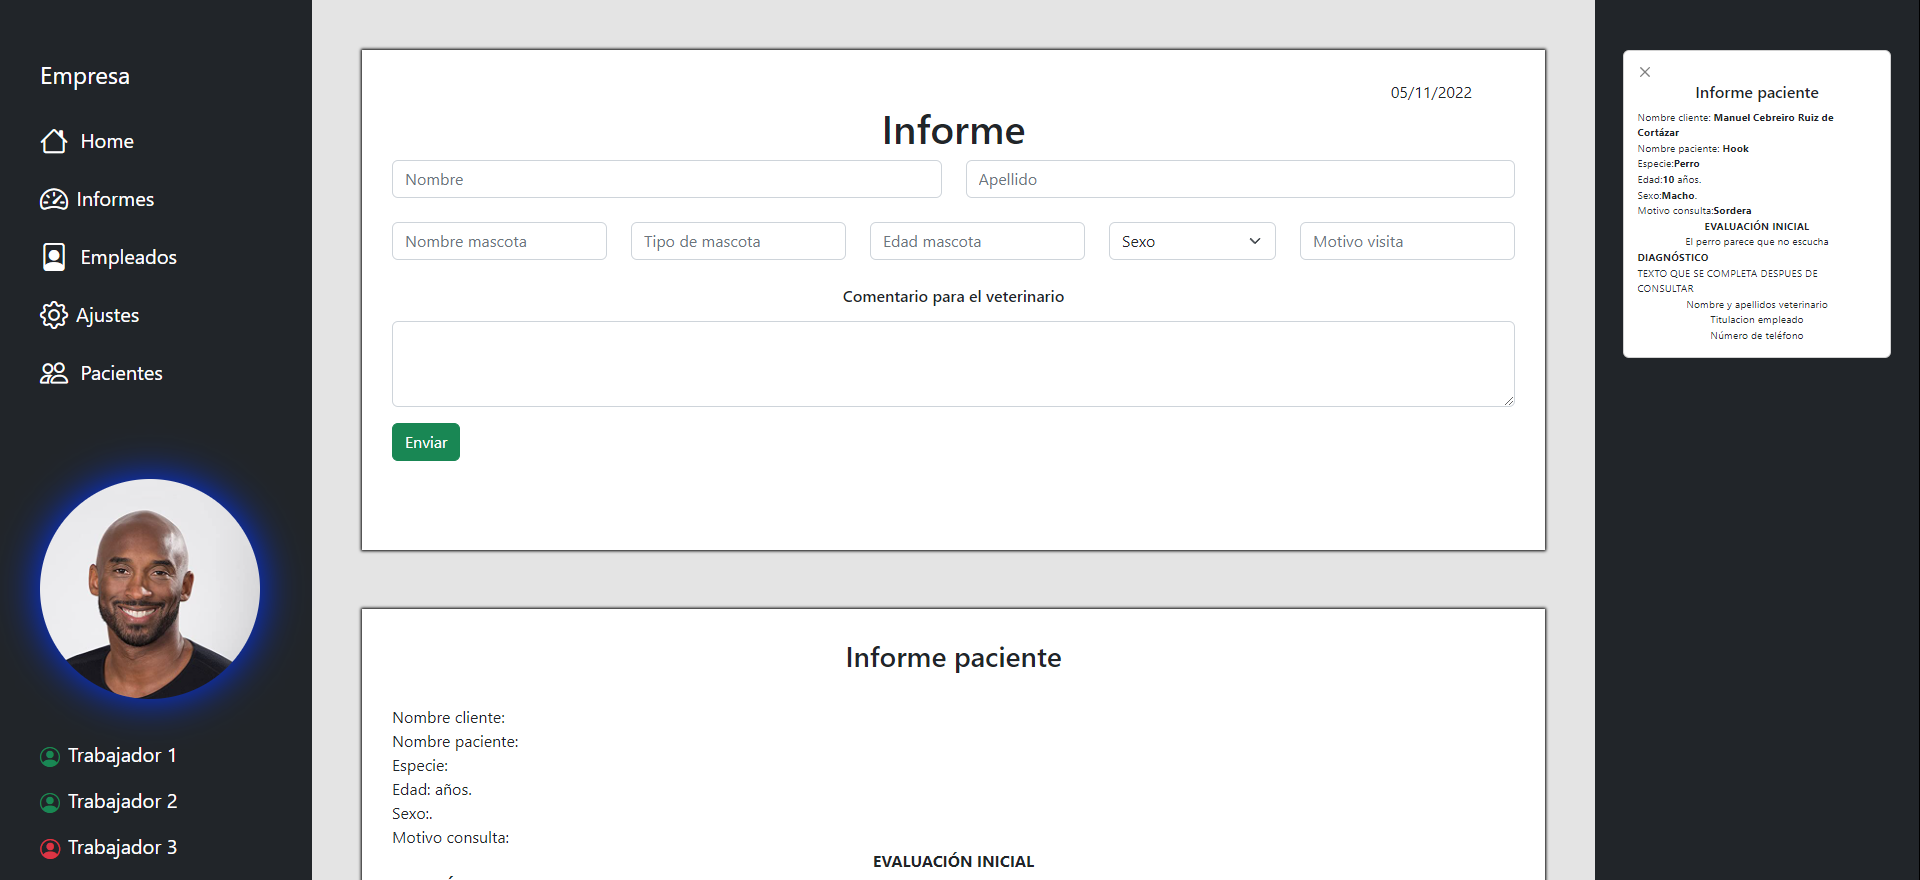 Empresa
Home
Informes
Empleados
Ajustes
Pacientes
Trabajador 1
Trabajador 2
Trabajador 3
05/11/2022
Informe
Nombre
Apellido
Nombre mascota
Tipo de mascota
Edad mascota
Sexo
Motivo visita
Comentario para el veterinario
Enviar
Informe paciente
Nombre cliente:
Nombre paciente:
Especie:
Edad: años.
Sexo:.
Motivo consulta:
EVALUACIÓN INICIAL
Informe paciente
Nombre cliente: Manuel Cebreiro Ruiz de
Cortázar
Nombre paciente: Hook
Especie:Perro
Edad:10 años.
Sexo:Macho.
Motivo consulta:Sordera
EVALUACIÓN INICIAL
El perro parece que no escucha
DIAGNÓSTICO
TEXTO QUE SE COMPLETA DESPUES DE
CONSULTAR
Nombre y apellidos veterinario
Titulacion empleado
Número de teléfono